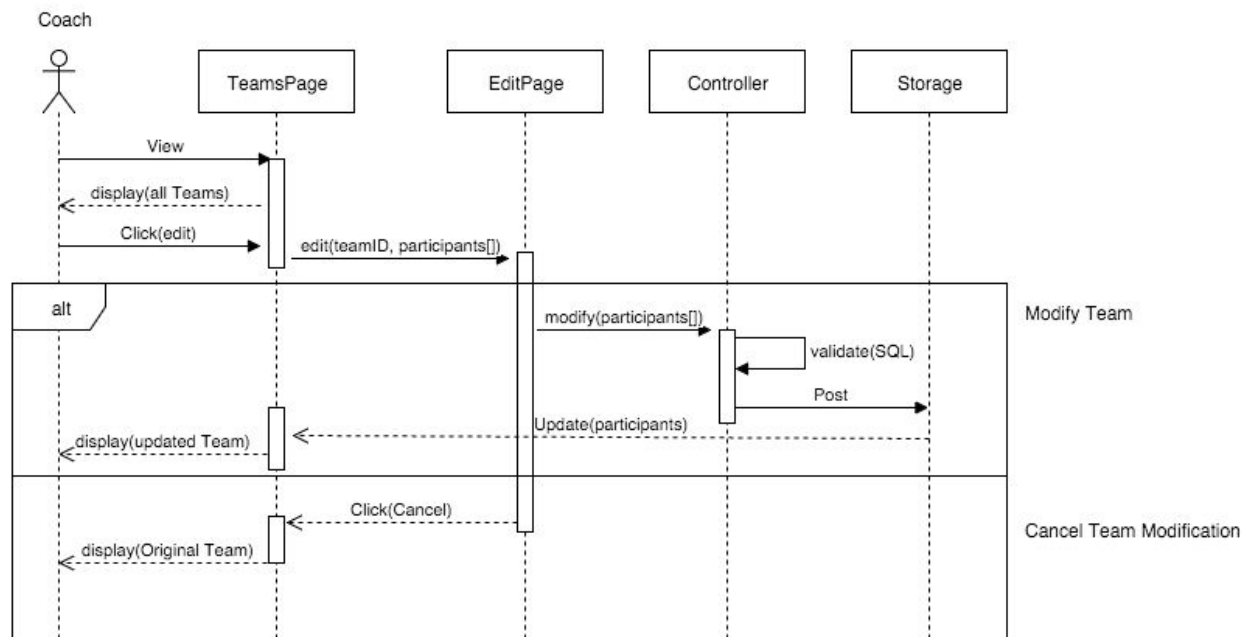 Coach
TeamsPage
EditPage
Controller
Storage
View
display(all Teams)
Click(edit)
edit(teamID, participants[])
alt
Modify Team
modify(participants[])
validate(SQL)
Post
Update(participants)
display(updated Team)
Click(Cancel)
Cancel Team Modification
display(Original Team)